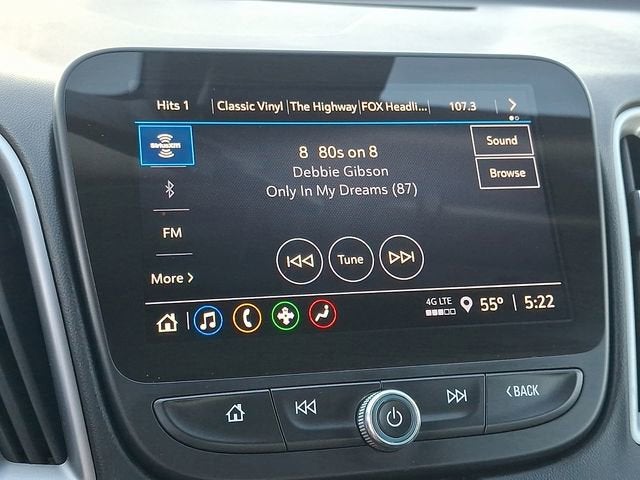 Hits 1 | Classic Vinyl | The Highway | FOX Headli... | 107.3
SiriusXM
8 80s on 8
Debbie Gibson
Only In My Dreams (87)
Sound
Browse
FM
More >
Tune
4G LTE
55° | 5:22
<BACK